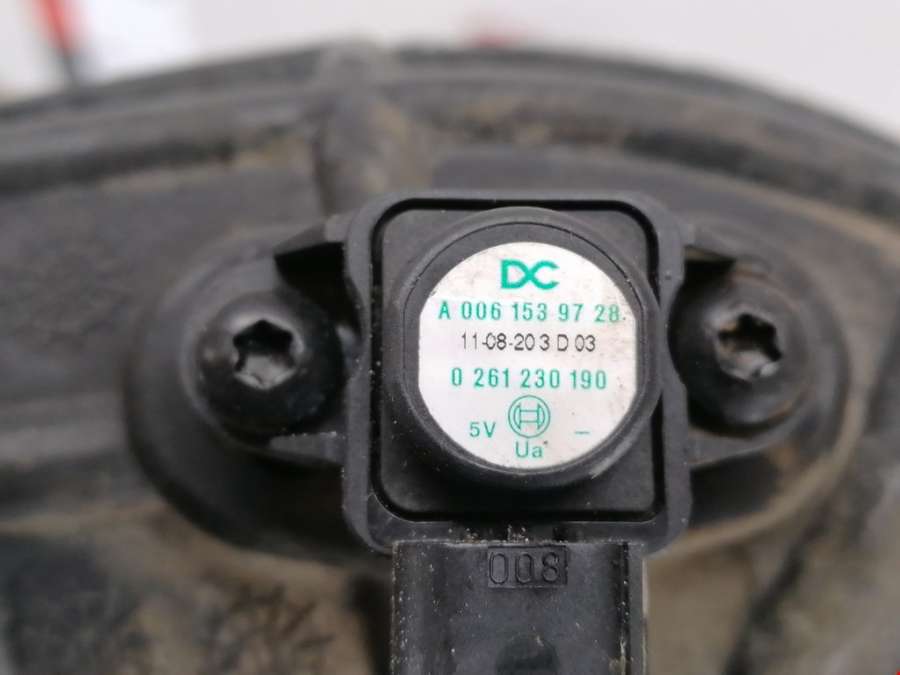 DC
A 006 153 97 28
11-08-20 3 D 03
0 261 230 190
5V –
Ua
008